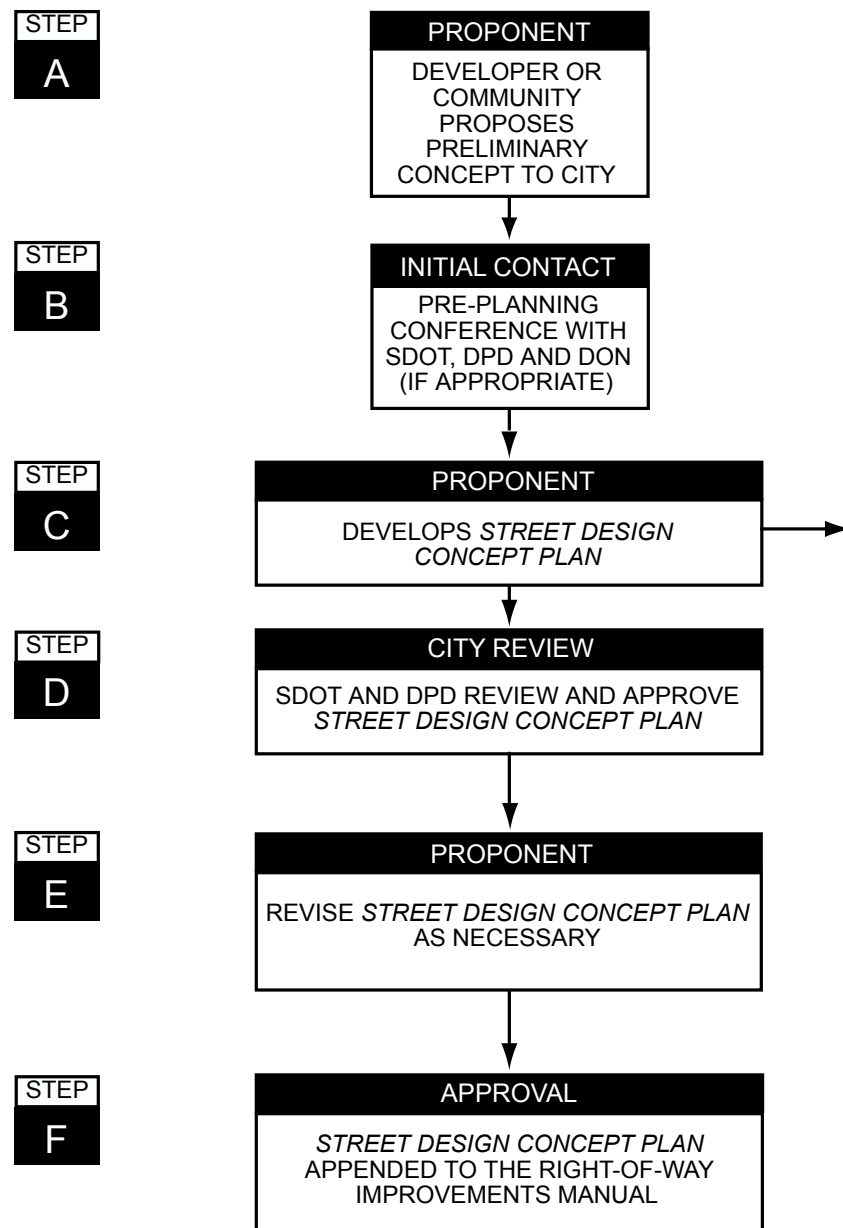 STEP
A
PROPONENT
DEVELOPER OR
COMMUNITY
PROPOSES
PRELIMINARY
CONCEPT TO CITY
STEP
B
INITIAL CONTACT
PRE-PLANNING
CONFERENCE WITH
SDOT, DPD AND DON
(IF APPROPRIATE)
STEP
C
PROPONENT
DEVELOPS STREET DESIGN
CONCEPT PLAN
STEP
D
CITY REVIEW
SDOT AND DPD REVIEW AND APPROVE
STREET DESIGN CONCEPT PLAN
STEP
E
PROPONENT
REVISE STREET DESIGN CONCEPT PLAN
AS NECESSARY
STEP
F
APPROVAL
STREET DESIGN CONCEPT PLAN
APPENDED TO THE RIGHT-OF-WAY
IMPROVEMENTS MANUAL